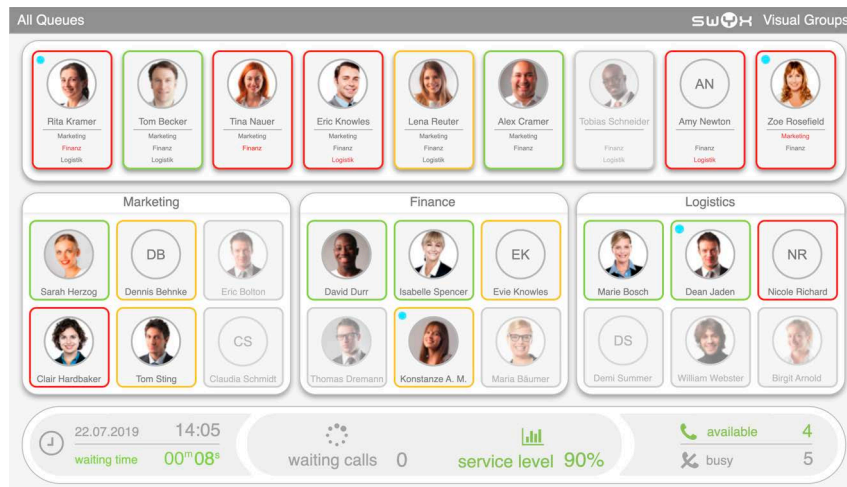 All Queues
swyx Visual Groups
Rita Kramer
Marketing
Finanz
Logistik
Tom Becker
Marketing
Finanz
Logistik
Tina Nauer
Marketing
Finanz
Eric Knowles
Marketing
Finanz
Logistik
Lena Reuter
Marketing
Finanz
Logistik
Alex Cramer
Marketing
Finanz
Tobias Schneider
Finanz
Logistik
AN
Amy Newton
Finanz
Logistik
Zoe Rosefield
Marketing
Finanz
Marketing
Sarah Herzog
DB
Dennis Behnke
Eric Bolton
Clair Hardbaker
Tom Sting
CS
Claudia Schmidt
Finance
David Durr
Isabelle Spencer
EK
Evie Knowles
Thomas Dremann
Konstanze A. M.
Maria Bäumer
Logistics
Marie Bosch
Dean Jaden
NR
Nicole Richard
DS
Demi Summer
William Webster
Birgit Arnold
22.07.2019 14:05
waiting time 00m 08s
waiting calls 0
service level 90%
available 4
busy 5